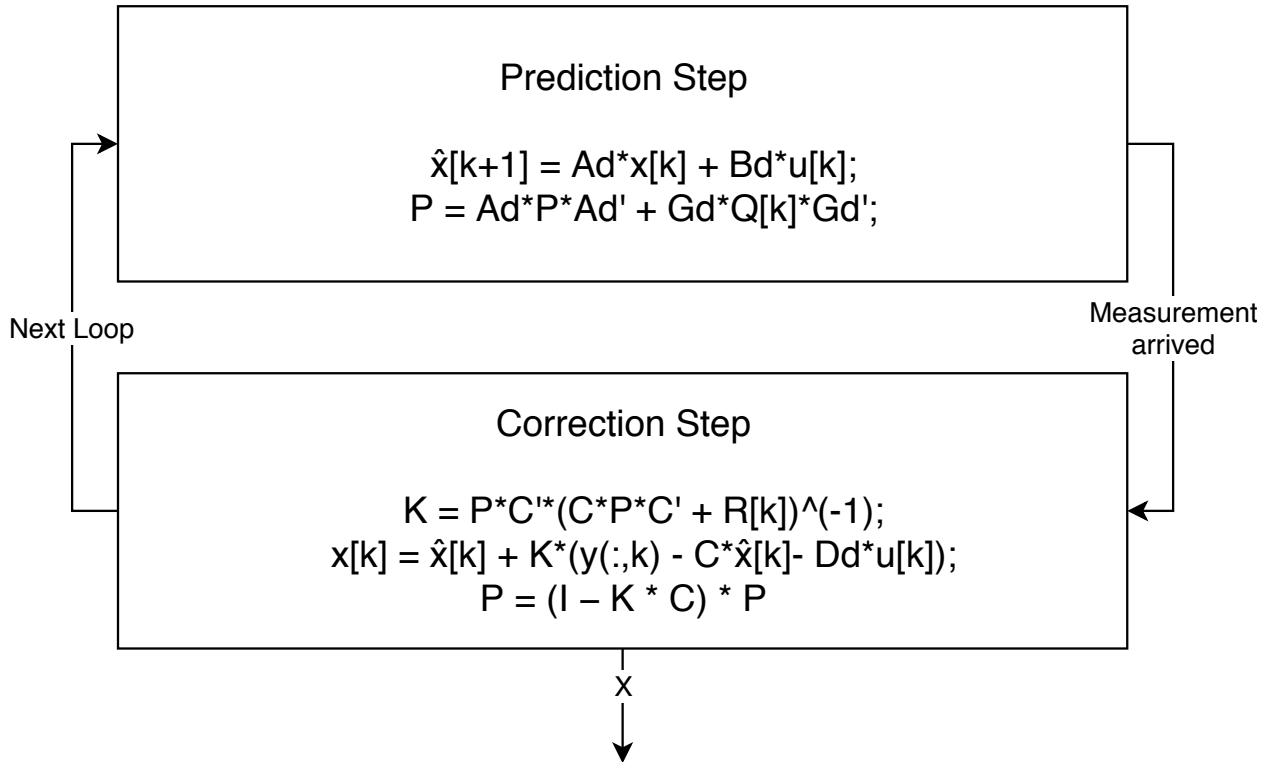 Prediction Step
x̂[k+1] = Ad*x[k] + Bd*u[k];
P = Ad*P*Ad' + Gd*Q[k]*Gd';
Next Loop
Measurement
arrived
Correction Step
K = P*C'*(C*P*C' + R[k])^(-1);
x[k] = x̂[k] + K*(y(:,k) - C*x̂[k]- Dd*u[k]);
P = (I – K * C) * P
x